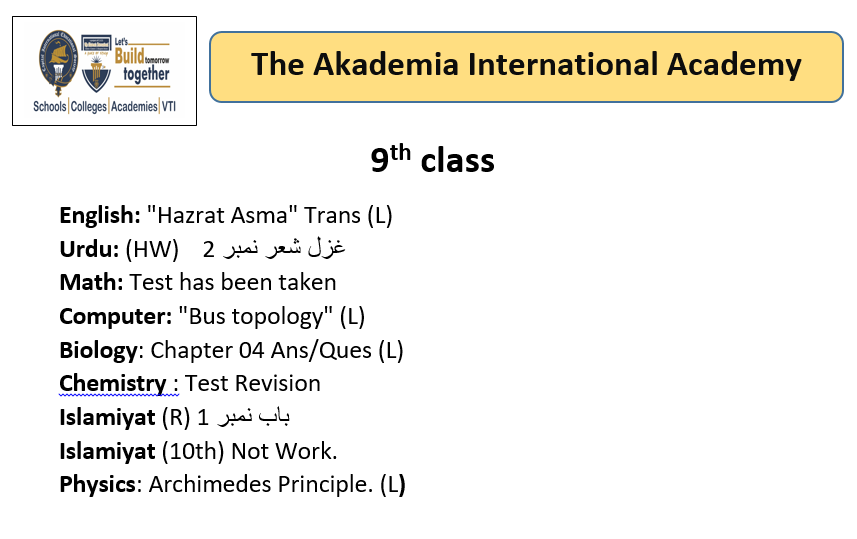 Let's
Build tomorrow
together
Schools|Colleges|Academies|VTI
The Akademia International Academy
9th class
English: "Hazrat Asma" Trans (L)
Urdu: (HW) غزل شعر نمبر 2
Math: Test has been taken
Computer: "Bus topology" (L)
Biology: Chapter 04 Ans/Ques (L)
Chemistry : Test Revision
Islamiyat (R) باب نمبر 1
Islamiyat (10th) Not Work.
Physics: Archimedes Principle. (L)